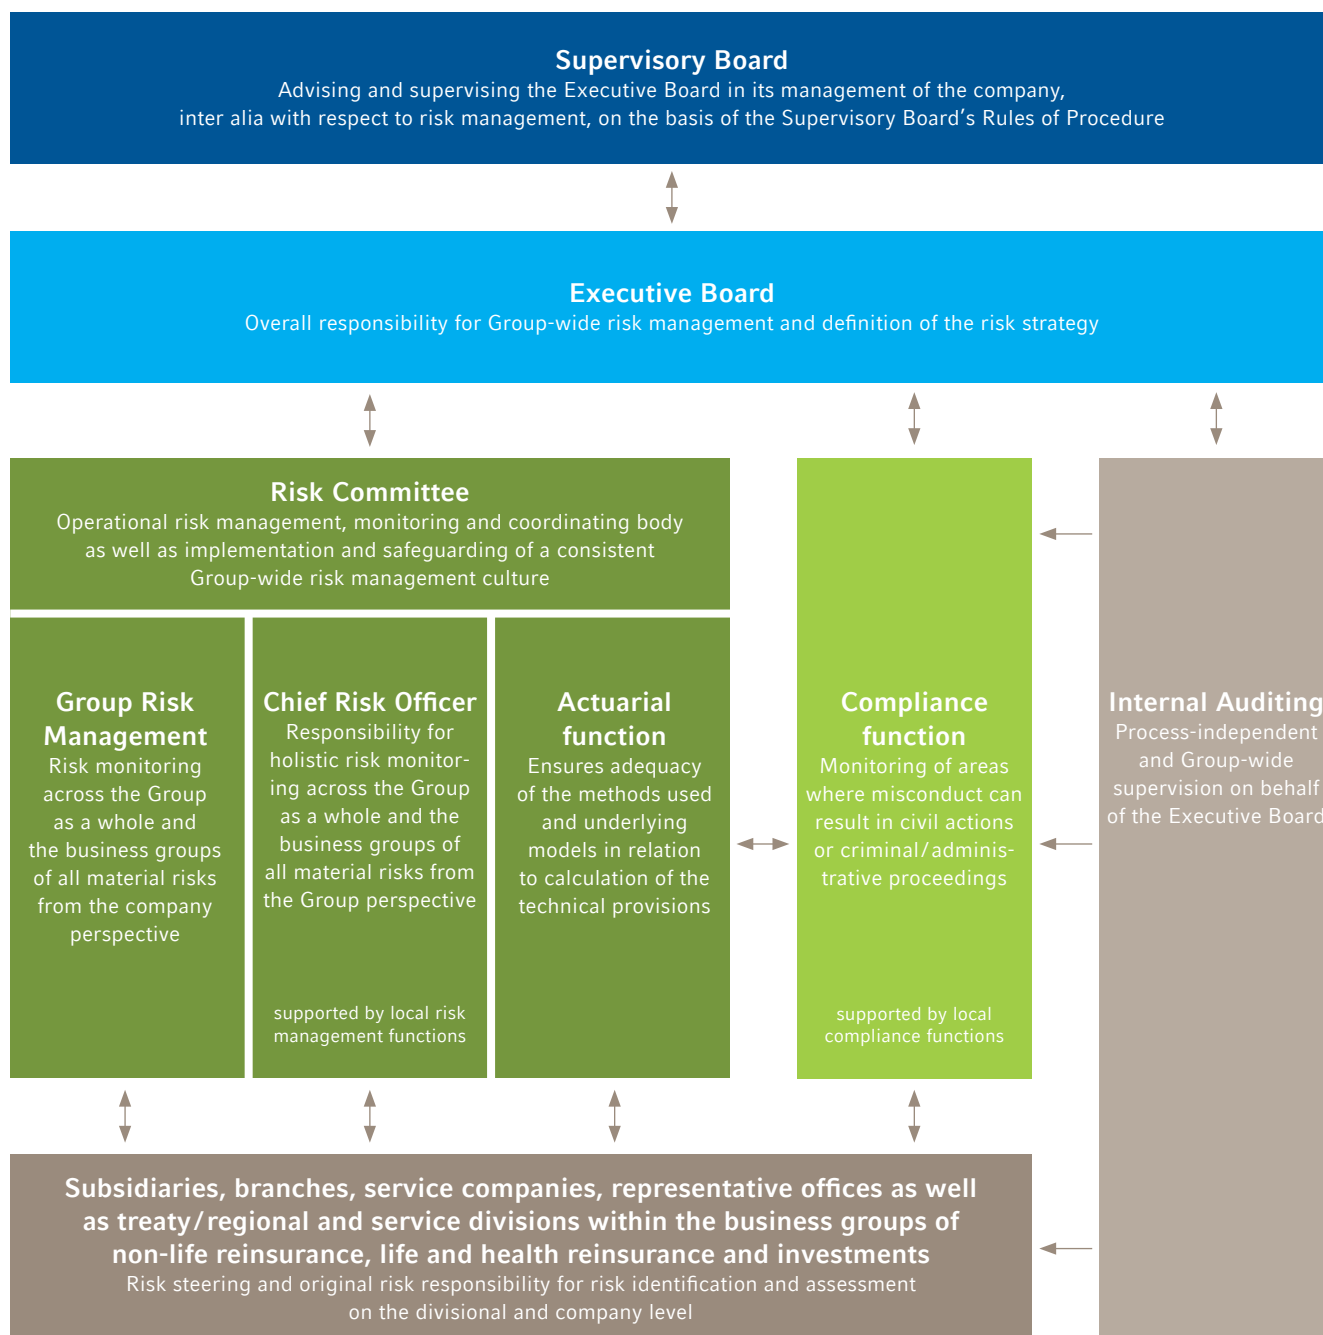 Supervisory Board
Advising and supervising the Executive Board in its management of the company,
inter alia with respect to risk management, on the basis of the Supervisory Board’s Rules of Procedure
Executive Board
Overall responsibility for Group-wide risk management and definition of the risk strategy
Risk Committee
Operational risk management, monitoring and coordinating body
as well as implementation and safeguarding of a consistent
Group-wide risk management culture
Group Risk
Management
Risk monitoring
across the Group
as a whole and
the business groups
of all material risks
from the company
perspective
Chief Risk Officer
Responsibility for
holistic risk monitor-
ing across the Group
as a whole and the
business groups of
all material risks from
the Group perspective
supported by local risk
management functions
Actuarial
function
Ensures adequacy
of the methods used
and underlying
models in relation
to calculation of the
technical provisions
Compliance
function
Monitoring of areas
where misconduct can
result in civil actions
or criminal/adminis-
trative proceedings
supported by local
compliance functions
Internal Auditing
Process-independent
and Group-wide
supervision on behalf
of the Executive Board
Subsidiaries, branches, service companies, representative offices as well
as treaty/regional and service divisions within the business groups of
non-life reinsurance, life and health reinsurance and investments
Risk steering and original risk responsibility for risk identification and assessment
on the divisional and company level